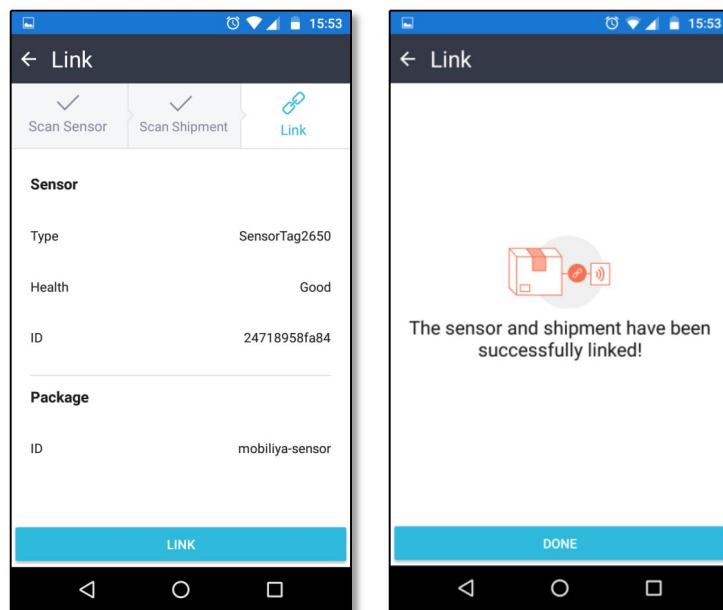 15:53
Link
Scan Sensor
Scan Shipment
Link
Sensor
Type SensorTag2650
Health Good
ID 24718958fa84
Package
ID mobiliya-sensor
LINK
15:53
Link
The sensor and shipment have been
successfully linked!
DONE